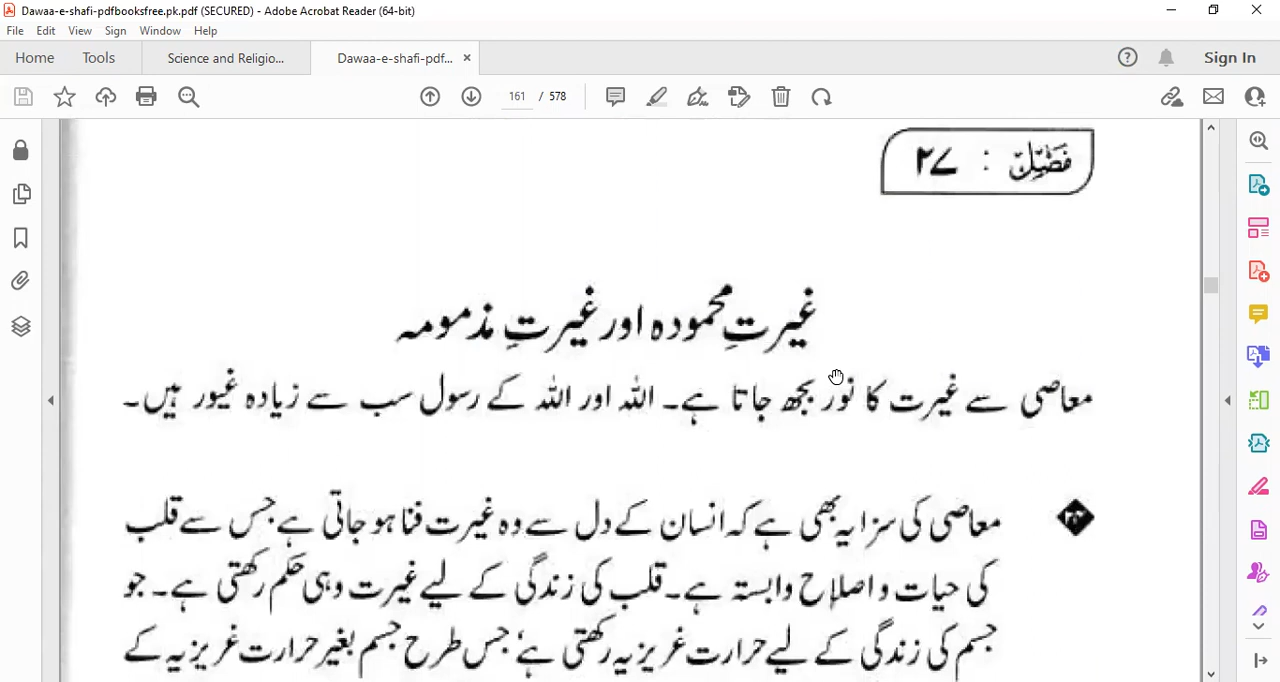 Dawaa-e-shafi-pdfbooksfree.pk.pdf (SECURED) - Adobe Acrobat Reader (64-bit)
File Edit View Sign Window Help
Home Tools Science and Religio... Dawaa-e-shafi-pdf... × Sign In
161 / 578
فصل : ۲۷
غیرتِ محمودہ اور غیرتِ مذمومہ
معاصی سے غیرت کا نور بجھ جاتا ہے۔ اللہ اور اللہ کے رسول سب سے زیادہ غیور ہیں۔
معاصی کی سزا یہ بھی ہے کہ انسان کے دل سے وہ غیرت فنا ہو جاتی ہے جس سے قلب
کی حیات و اصلاح وابستہ ہے۔ قلب کی زندگی کے لیے غیرت وہی حکم رکھتی ہے۔ جو
جسم کی زندگی کے لیے حرارت غریزیہ رکھتی ہے، جس طرح جسم بغیر حرارت غریزیہ کے